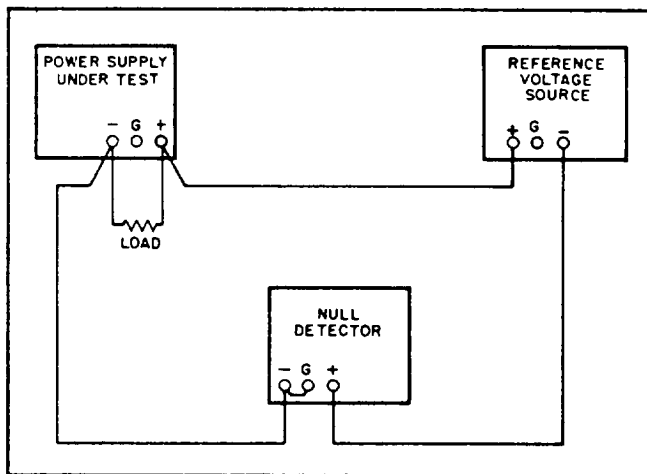 POWER SUPPLY
UNDER TEST
- G +
LOAD
REFERENCE
VOLTAGE
SOURCE
+ G -
NULL
DETECTOR
- G +